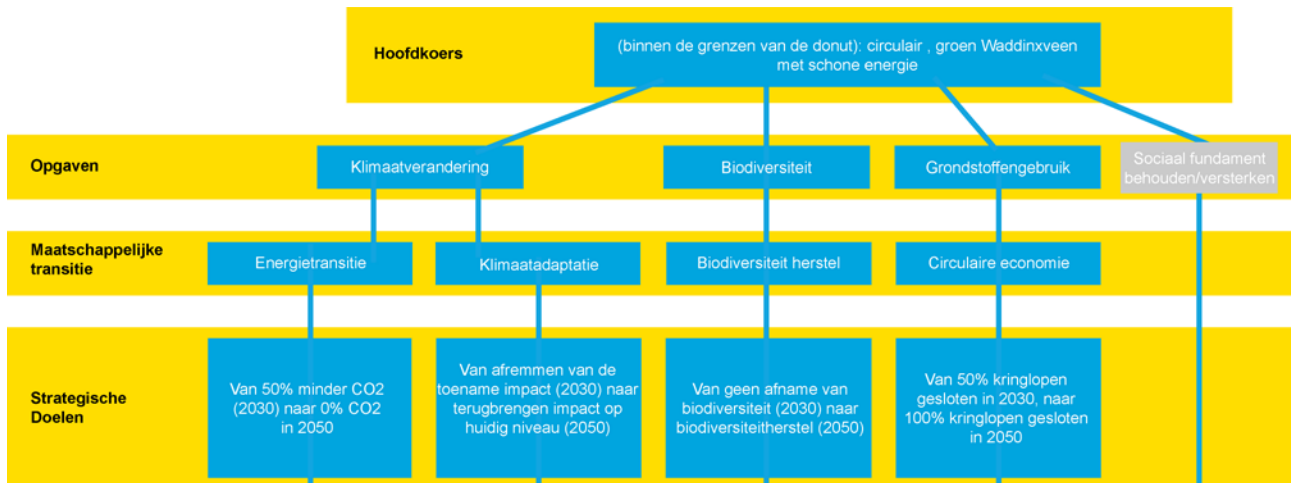 Hoofdkoers
(binnen de grenzen van de donut): circulair , groen Waddinxveen
met schone energie
Opgaven
Klimaatverandering
Biodiversiteit
Grondstoffengebruik
Sociaal fundament
behouden/versterken
Maatschappelijke
transitie
Energietransitie
Klimaatadaptatie
Biodiversiteit herstel
Circulaire economie
Strategische
Doelen
Van 50% minder CO2
(2030) naar 0% CO2
in 2050
Van afremmen van de
toename impact (2030) naar
terugbrengen impact op
huidig niveau (2050)
Van geen afname van
biodiversiteit (2030) naar
biodiversiteitherstel (2050)
Van 50% kringlopen
gesloten in 2030, naar
100% kringlopen gesloten
in 2050